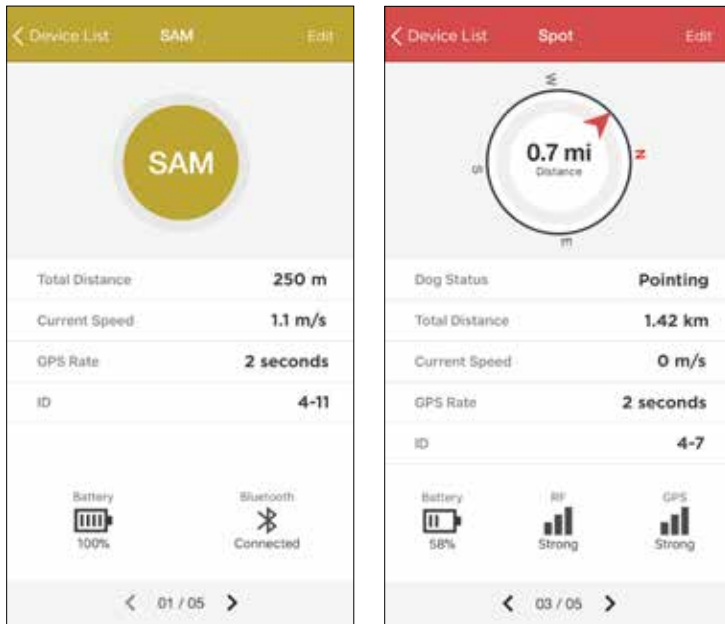 Device List SAM Edit
SAM
Total Distance 250 m
Current Speed 1.1 m/s
GPS Rate 2 seconds
ID 4-11
Battery Bluetooth
100% Connected
01 / 05
Device List Spot Edit
W
N
S
E
0.7 mi
Distance
Dog Status Pointing
Total Distance 1.42 km
Current Speed 0 m/s
GPS Rate 2 seconds
ID 4-7
Battery RF GPS
58% Strong Strong
03 / 05